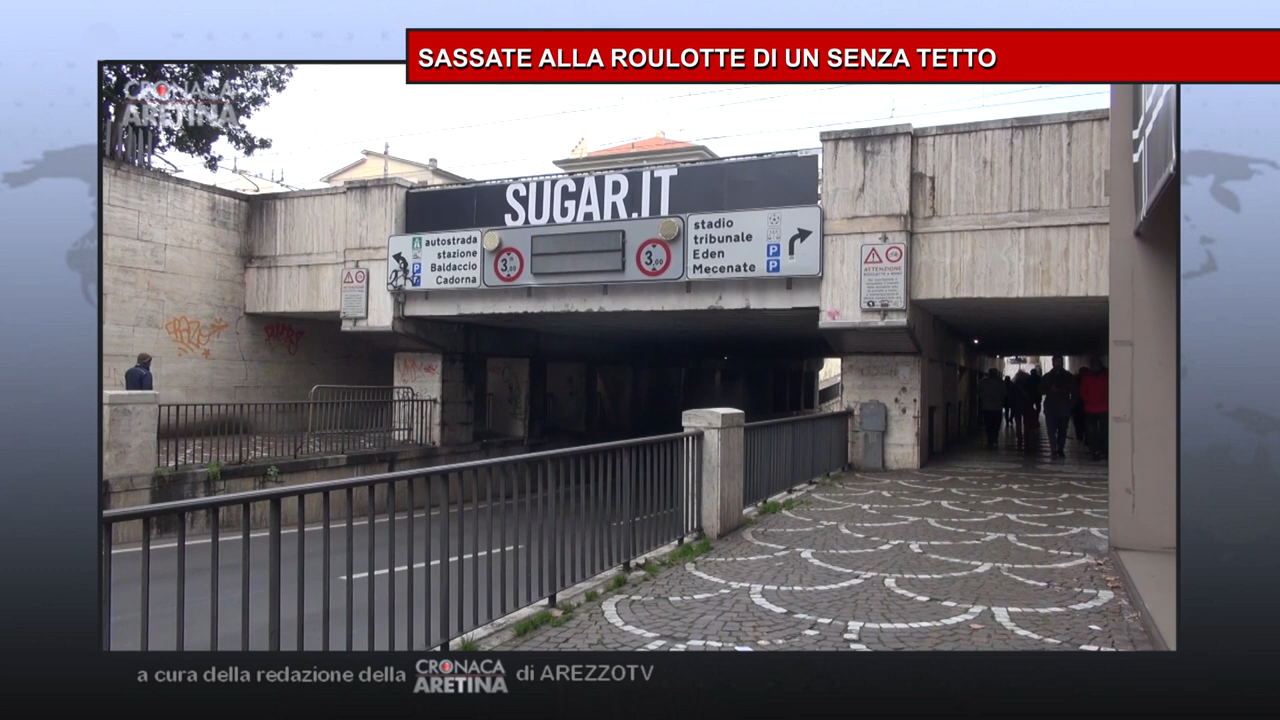 SASSATE ALLA ROULOTTE DI UN SENZA TETTO
CRONACA
ARETINA
SUGAR.IT
A autostrada
stazione
P Baldaccio
P Cadorna
3,00
3,00
stadio
tribunale
Eden P
Mecenate P
ATTENZIONE
a cura della redazione della CRONACA ARETINA di AREZZOTV